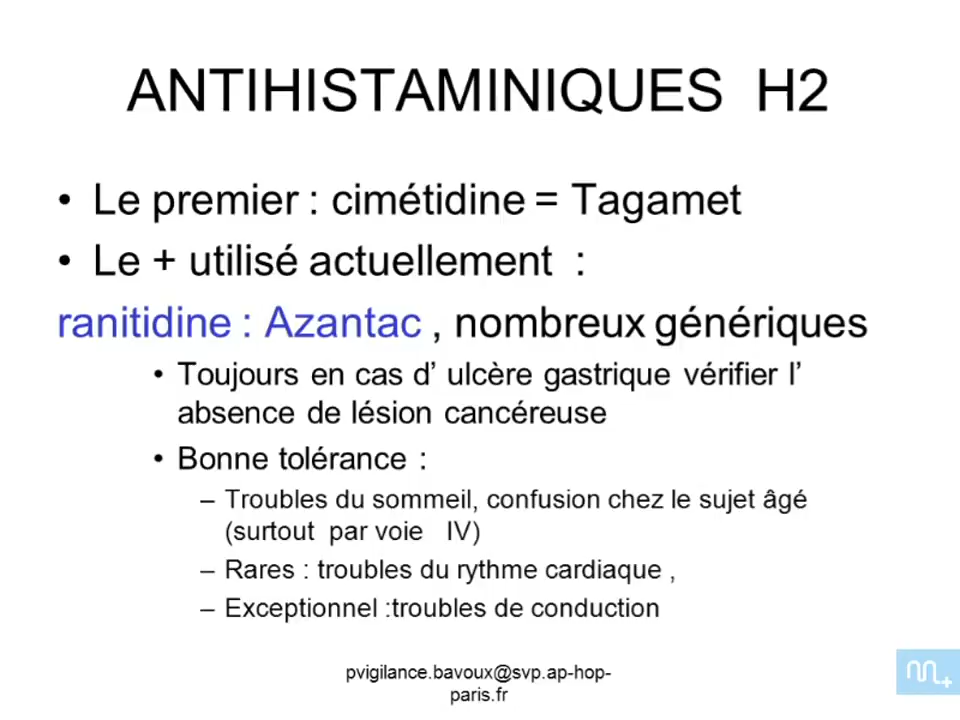 ANTIHISTAMINIQUES H2
• Le premier : cimétidine = Tagamet
• Le + utilisé actuellement :
ranitidine : Azantac , nombreux génériques
• Toujours en cas d’ ulcère gastrique vérifier l’
absence de lésion cancéreuse
• Bonne tolérance :
– Troubles du sommeil, confusion chez le sujet âgé
(surtout par voie IV)
– Rares : troubles du rythme cardiaque ,
– Exceptionnel :troubles de conduction
pvigilance.bavoux@svp.ap-hop-
paris.fr